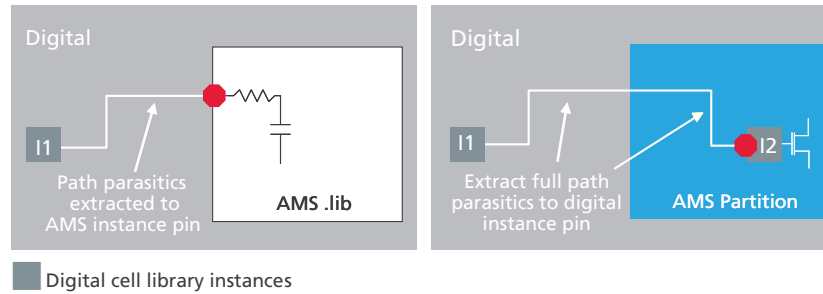 Digital
I1
Path parasitics
extracted to
AMS instance pin
AMS .lib
Digital
I1
I2
Extract full path
parasitics to digital
instance pin
AMS Partition
Digital cell library instances